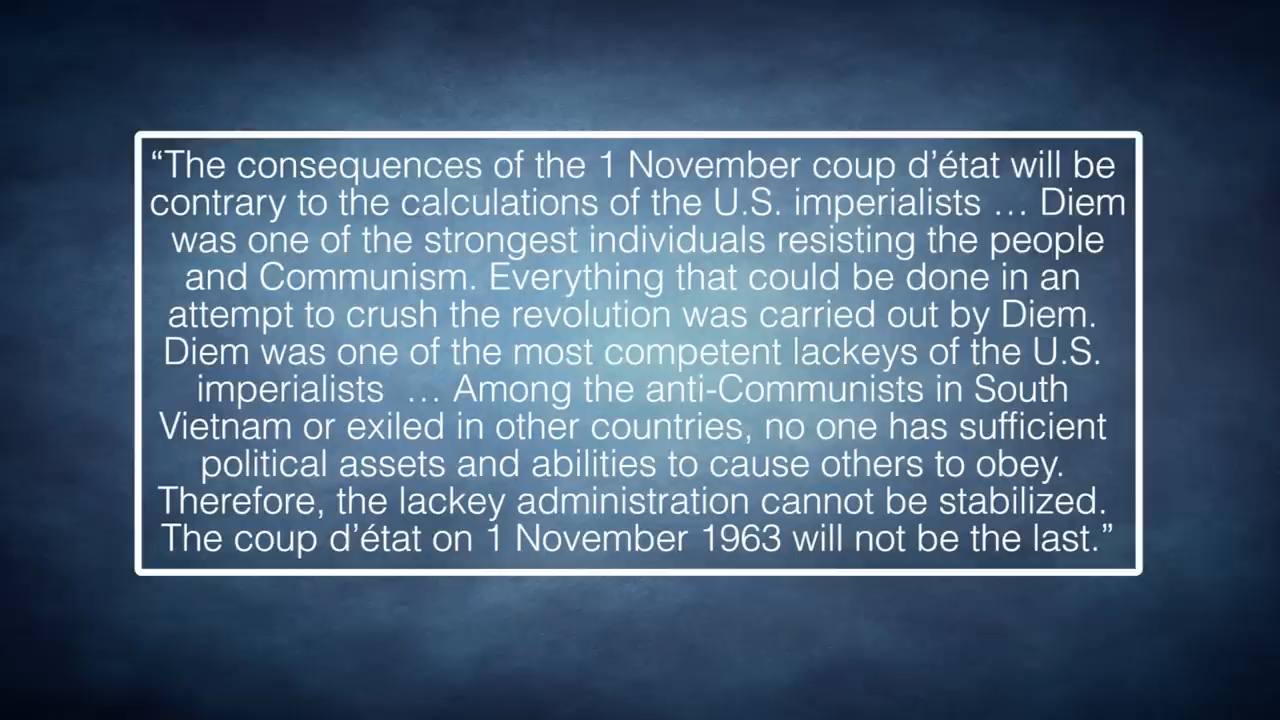 “The consequences of the 1 November coup d’état will be
contrary to the calculations of the U.S. imperialists … Diem
was one of the strongest individuals resisting the people
and Communism. Everything that could be done in an
attempt to crush the revolution was carried out by Diem.
Diem was one of the most competent lackeys of the U.S.
imperialists … Among the anti-Communists in South
Vietnam or exiled in other countries, no one has sufficient
political assets and abilities to cause others to obey.
Therefore, the lackey administration cannot be stabilized.
The coup d’état on 1 November 1963 will not be the last.”